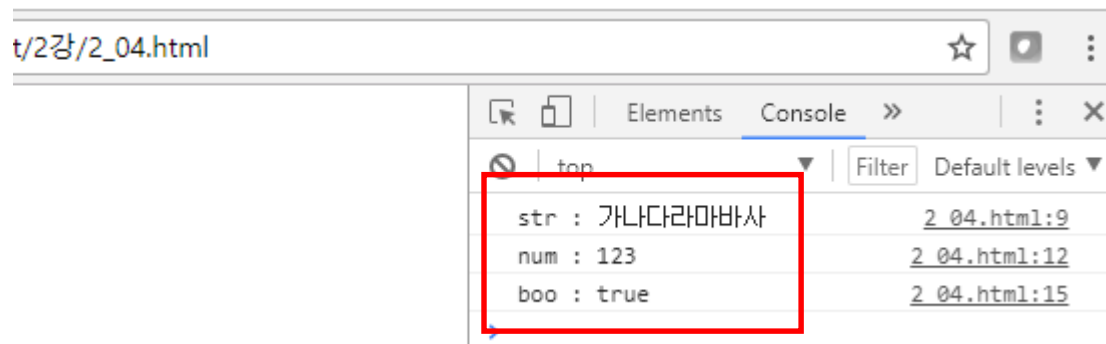 t/2강/2_04.html
Elements Console »
top ▼ Filter Default levels ▼
str : 가나다라마바사 2_04.html:9
num : 123 2_04.html:12
boo : true 2_04.html:15
>